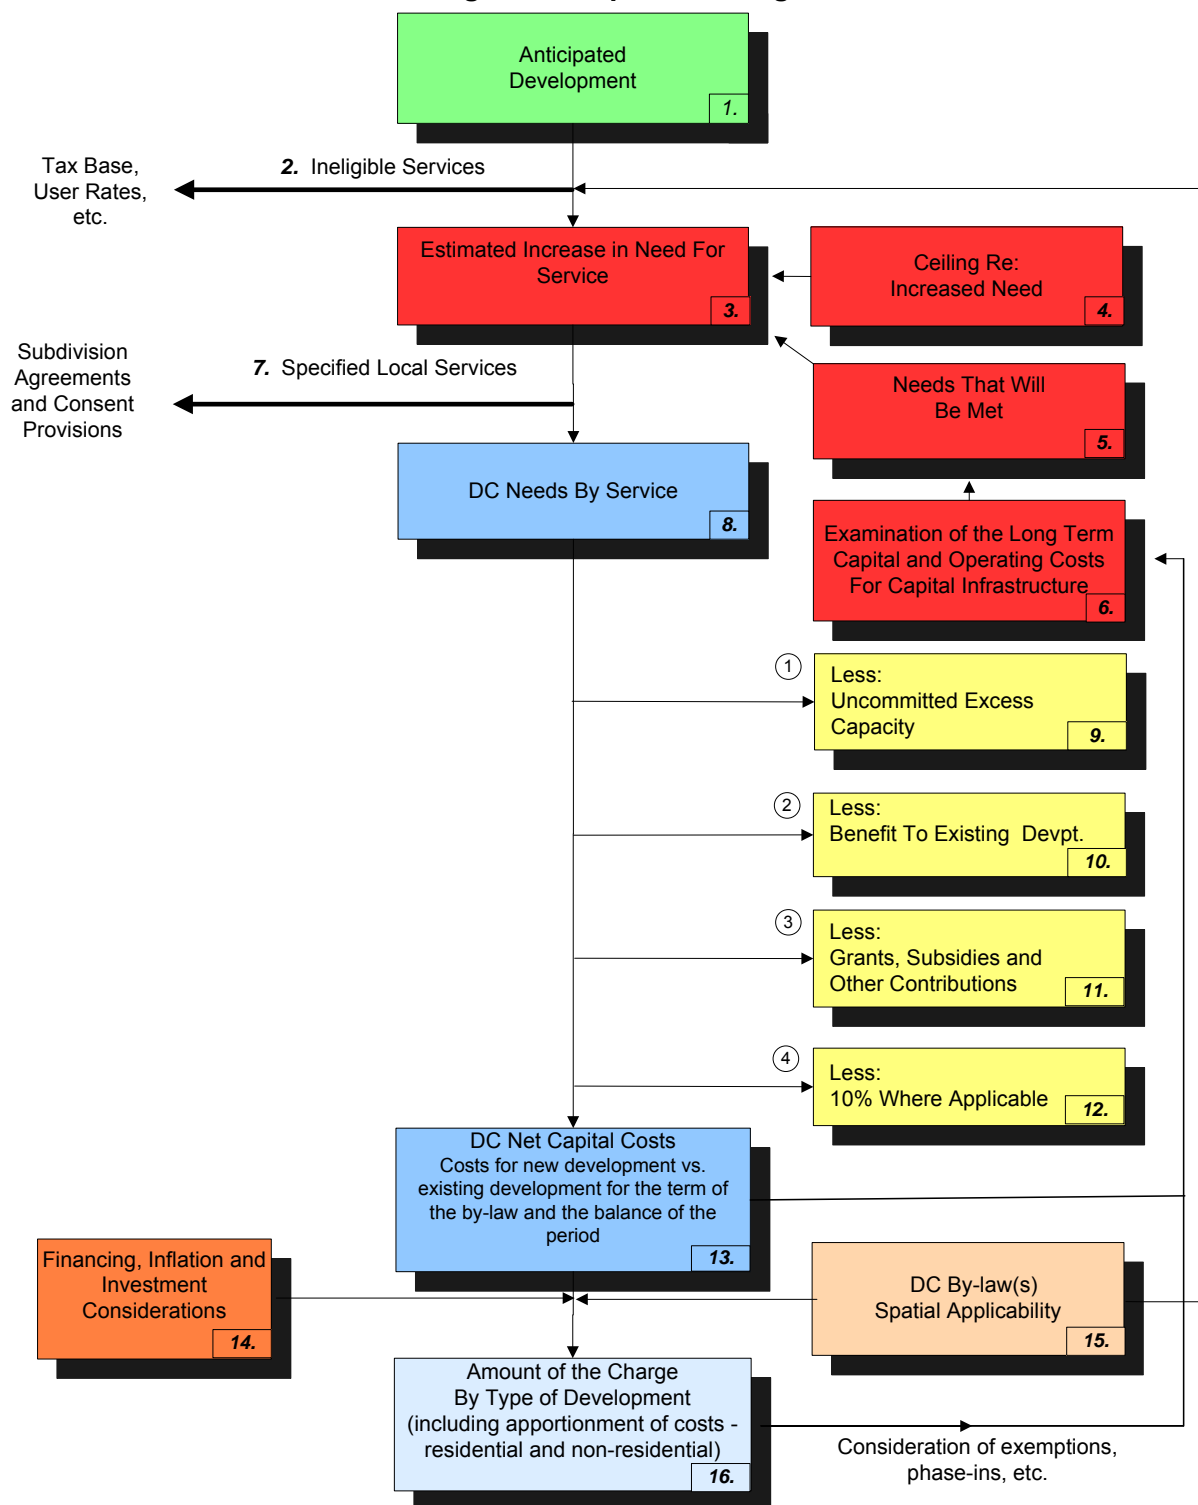 Anticipated
Development
1.
Tax Base,
User Rates,
etc.
2. Ineligible Services
Estimated Increase in Need For
Service
3.
Ceiling Re:
Increased Need
4.
Subdivision
Agreements
and Consent
Provisions
7. Specified Local Services
Needs That Will
Be Met
5.
DC Needs By Service
8.
Examination of the Long Term
Capital and Operating Costs
For Capital Infrastructure
6.
1
Less:
Uncommitted Excess
Capacity
9.
2
Less:
Benefit To Existing Devpt.
10.
3
Less:
Grants, Subsidies and
Other Contributions
11.
4
Less:
10% Where Applicable
12.
DC Net Capital Costs
Costs for new development vs.
existing development for the term of
the by-law and the balance of the
period
13.
Financing, Inflation and
Investment
Considerations
14.
DC By-law(s)
Spatial Applicability
15.
Amount of the Charge
By Type of Development
(including apportionment of costs -
residential and non-residential)
16.
Consideration of exemptions,
phase-ins, etc.